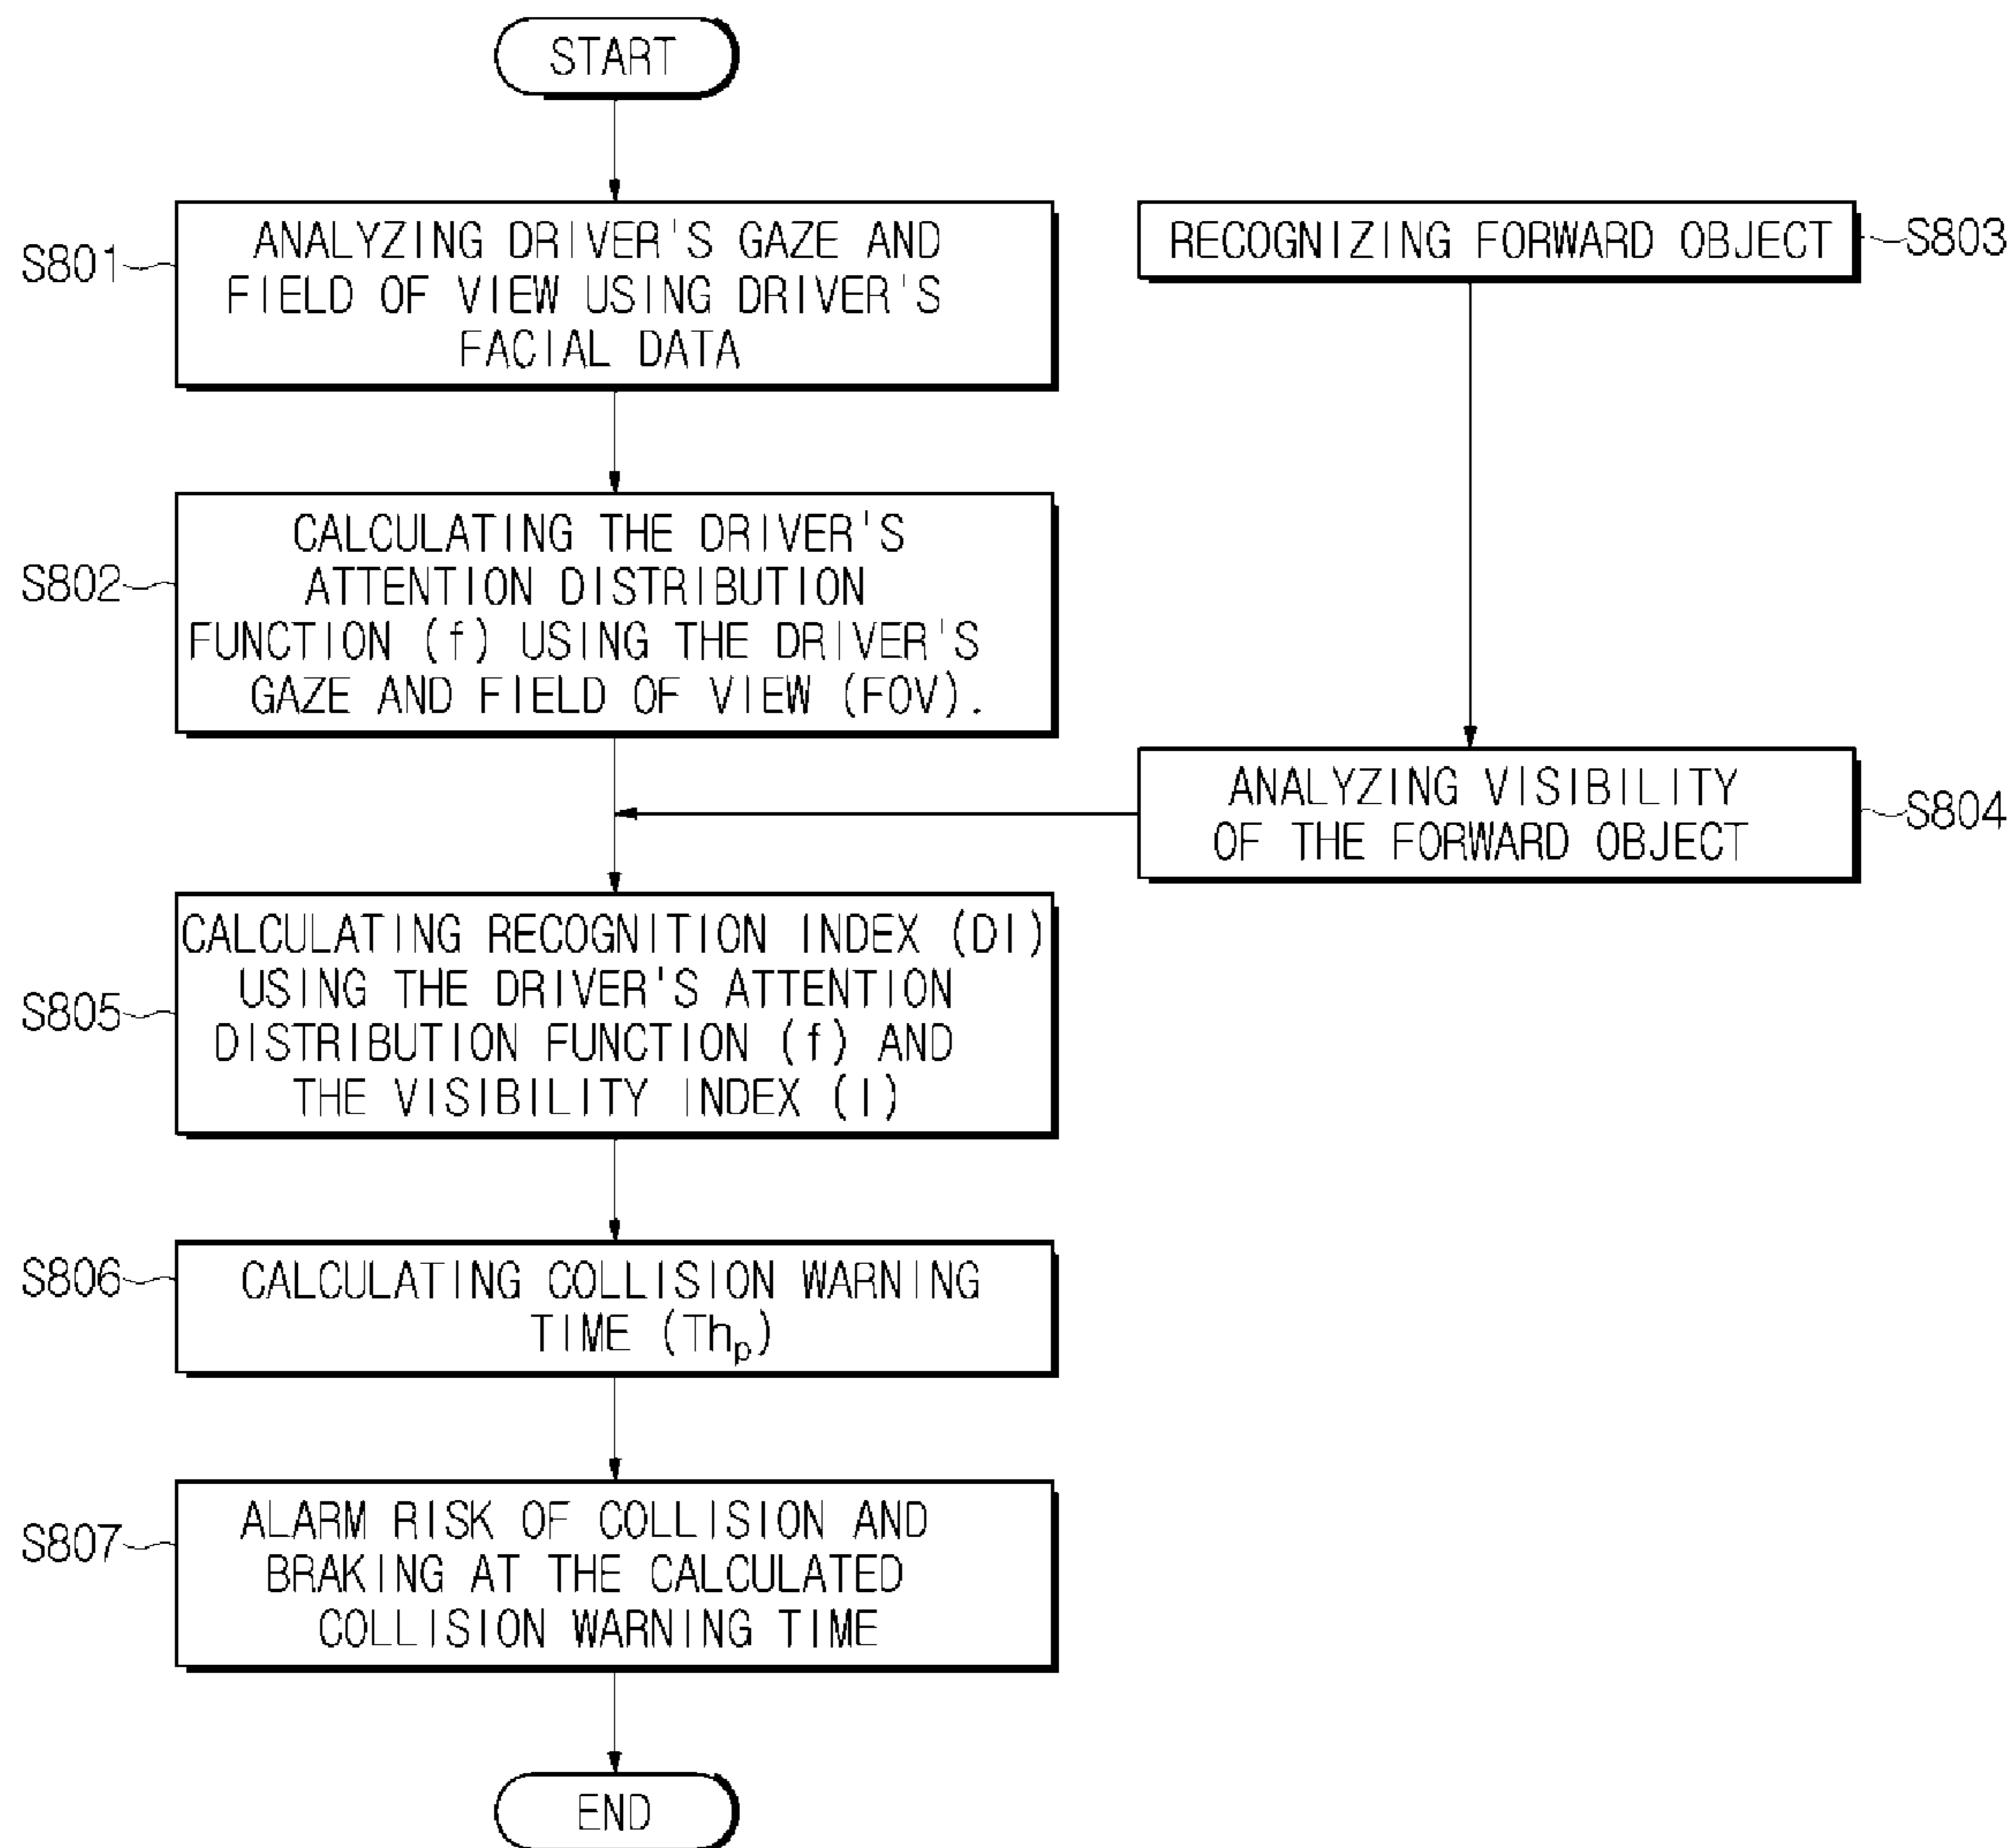 START
S801
ANALYZING DRIVER'S GAZE AND
FIELD OF VIEW USING DRIVER'S
FACIAL DATA
RECOGNIZING FORWARD OBJECT
S803
S802
CALCULATING THE DRIVER'S
ATTENTION DISTRIBUTION
FUNCTION (f) USING THE DRIVER'S
GAZE AND FIELD OF VIEW (FOV).
ANALYZING VISIBILITY
OF THE FORWARD OBJECT
S804
S805
CALCULATING RECOGNITION INDEX (DI)
USING THE DRIVER'S ATTENTION
DISTRIBUTION FUNCTION (f) AND
THE VISIBILITY INDEX (I)
S806
CALCULATING COLLISION WARNING
TIME (Thp)
S807
ALARM RISK OF COLLISION AND
BRAKING AT THE CALCULATED
COLLISION WARNING TIME
END